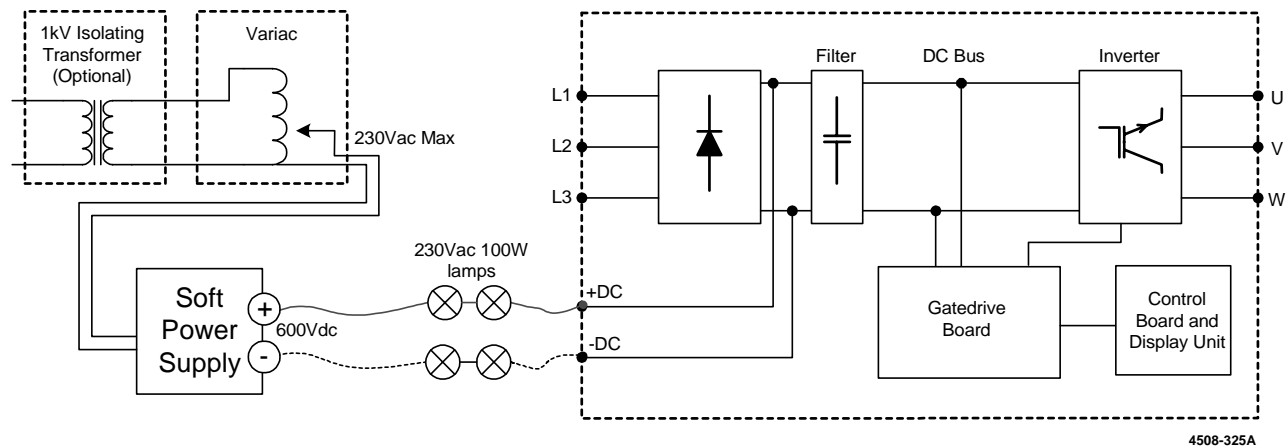 1kV Isolating
Transformer
(Optional)
Variac
230Vac Max
Soft
Power
Supply
+
-
600Vdc
230Vac 100W
lamps
L1
L2
L3
+DC
-DC
Filter
DC Bus
Inverter
U
V
W
Gatedrive
Board
Control
Board and
Display Unit
4508-325A